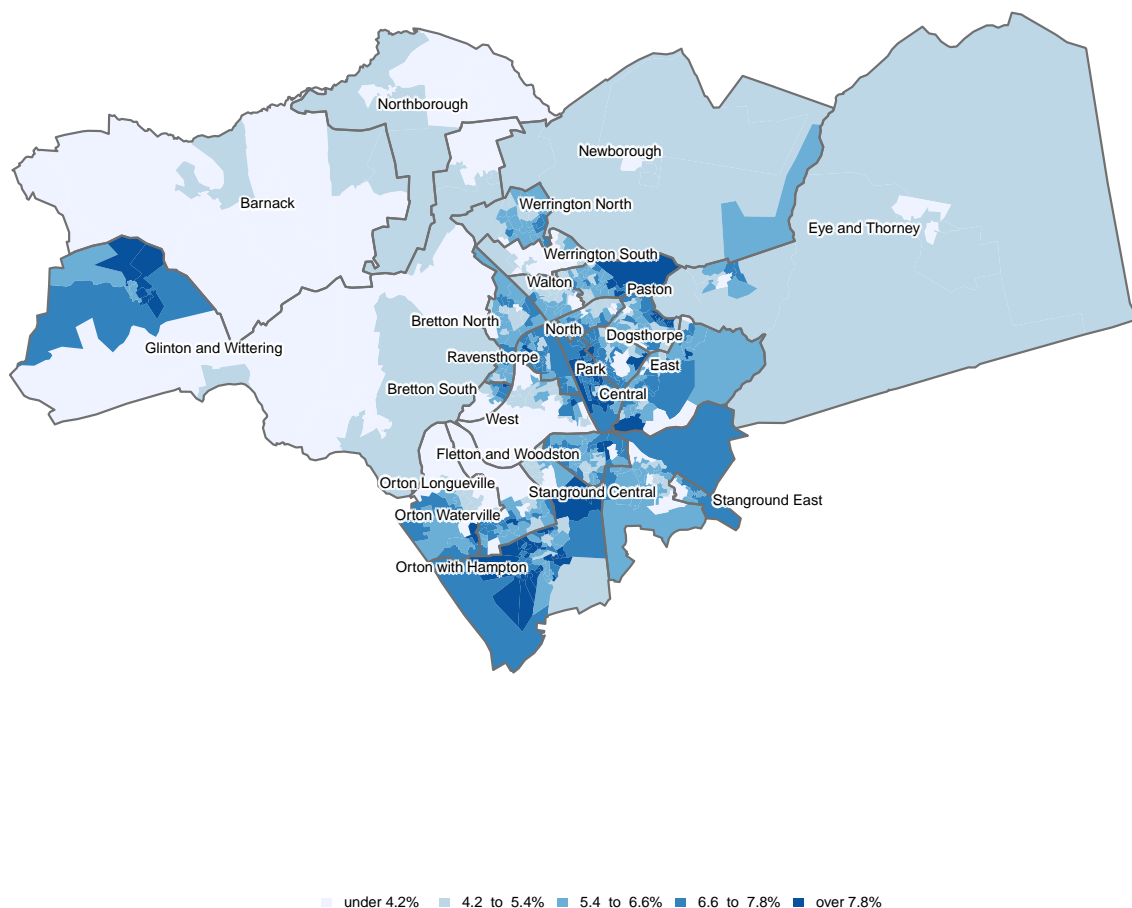 Northborough
Newborough
Barnack
Werrington North
Eye and Thorney
Werrington South
Walton
Paston
Bretton North
North
Dogsthorpe
Glinton and Wittering
Ravensthorpe
Park
East
Bretton South
Central
West
Fletton and Woodston
Orton Longueville
Stanground Central
Stanground East
Orton Waterville
Orton with Hampton
under 4.2% 4.2 to 5.4% 5.4 to 6.6% 6.6 to 7.8% over 7.8%